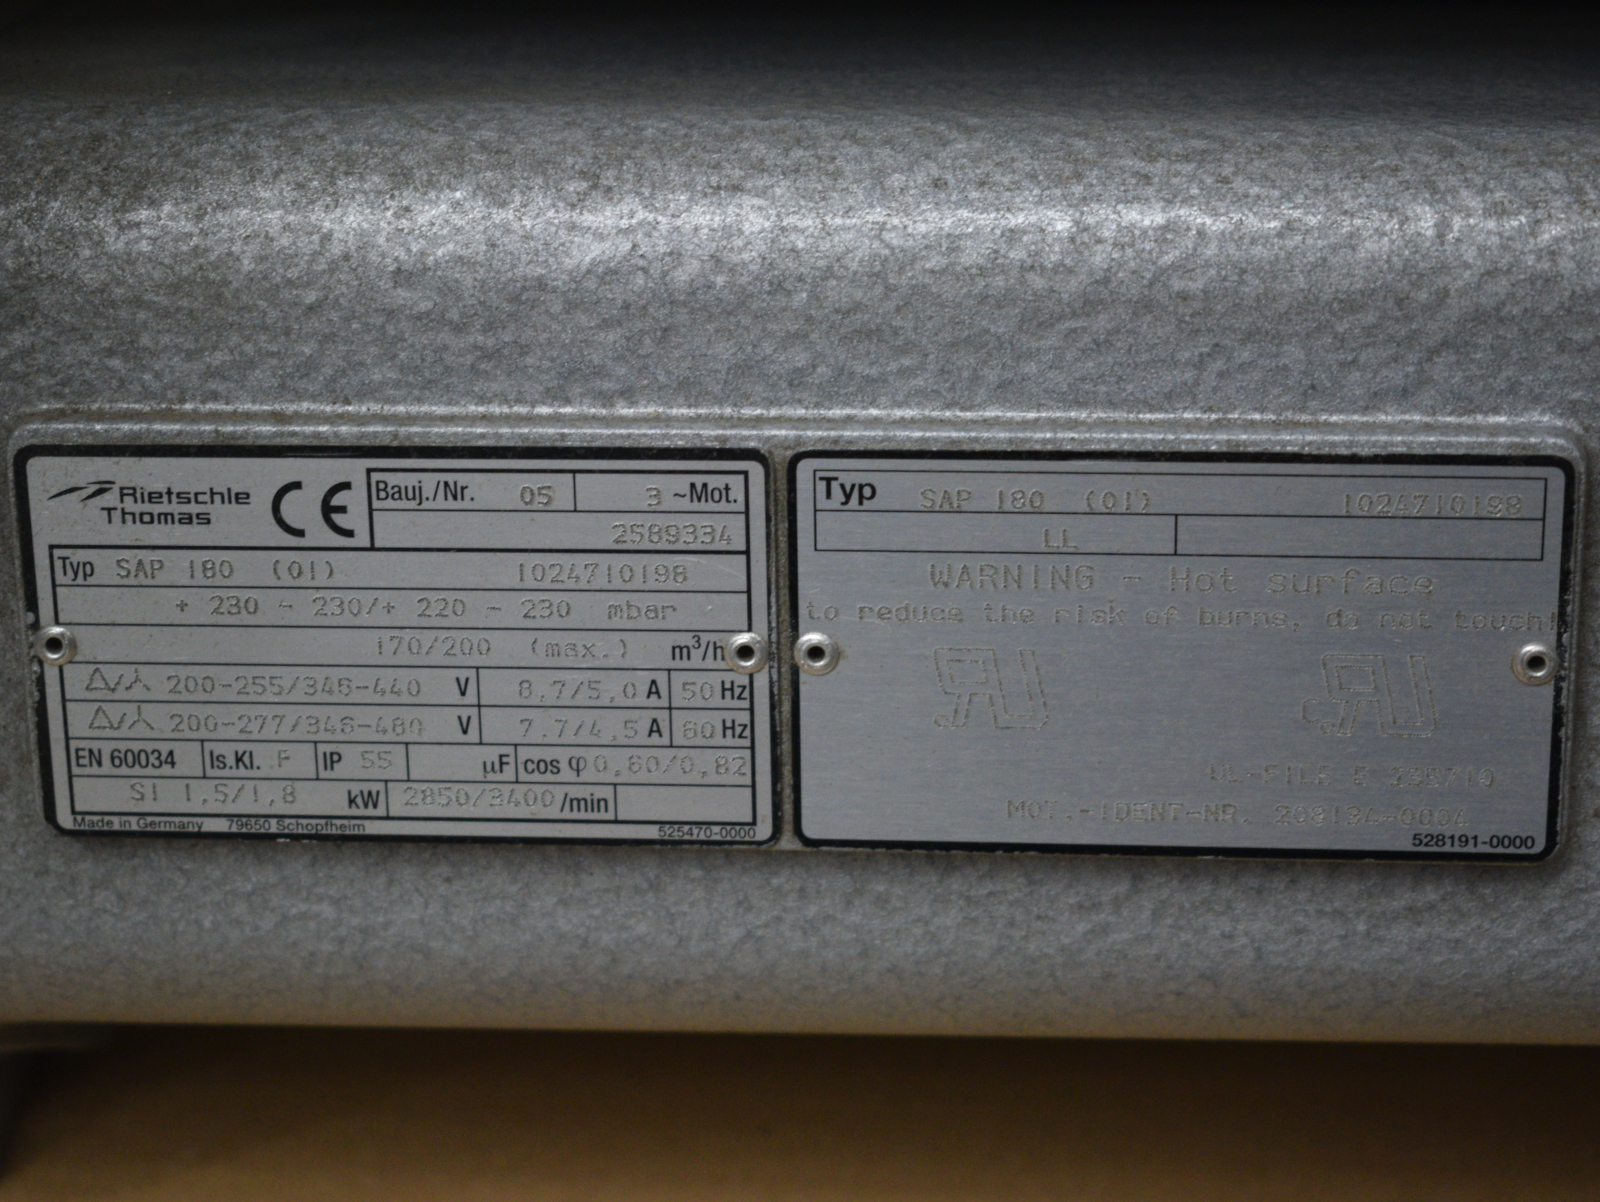 Rietschle
Thomas
CE
Bauj./Nr. 05 3 ~Mot.
2589334
Typ SAP 180 (01) 1024710198
+ 230 - 230/+ 220 - 230 mbar
170/200 (max.) m³/h
△/⅄ 200-255/346-440 V 8,7/5,0 A 50 Hz
△/⅄ 200-277/346-480 V 7,7/4,5 A 60 Hz
EN 60034 Is.Kl. F IP 55 µF cos φ 0,80/0,82
S1 1,5/1,8 kW 2850/3400 /min
Made in Germany 79650 Schopfheim 525470-0000
Typ SAP 180 (01) 1024710198
LL
WARNING - Hot surface
to reduce the risk of burns, do not touch!
UL-FILE E
MOT.-IDENT-NR. 208134-0004
528191-0000